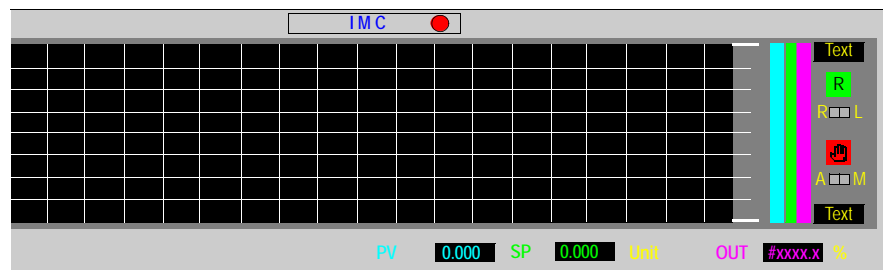 IMC
Text
R
R L
A M
Text
PV 0.000 SP 0.000 Unit OUT #xxxx.x %